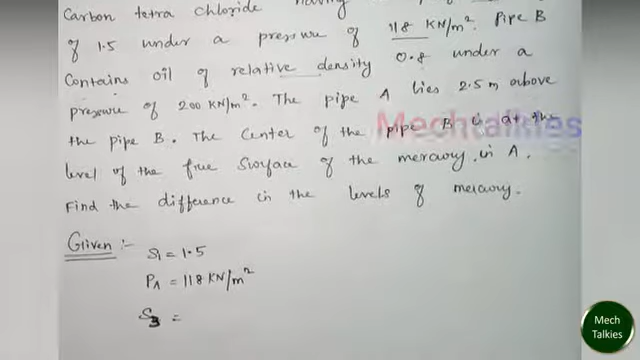 Carbon tetra chloride having
of 1.5 under a pressure of 118 KN/m². Pipe B
Contains oil of relative density 0.8 under a
pressure of 200 KN/m². The pipe A lies 2.5 m above
the pipe B. The Center of the pipe B is at the
level of the free Surface of the mercury in A.
Find the difference in the levels of mercury.
Mechtalkies
Given :-
S₁ = 1.5
P_A = 118 KN/m²
S₃ =
Mech
Talkies